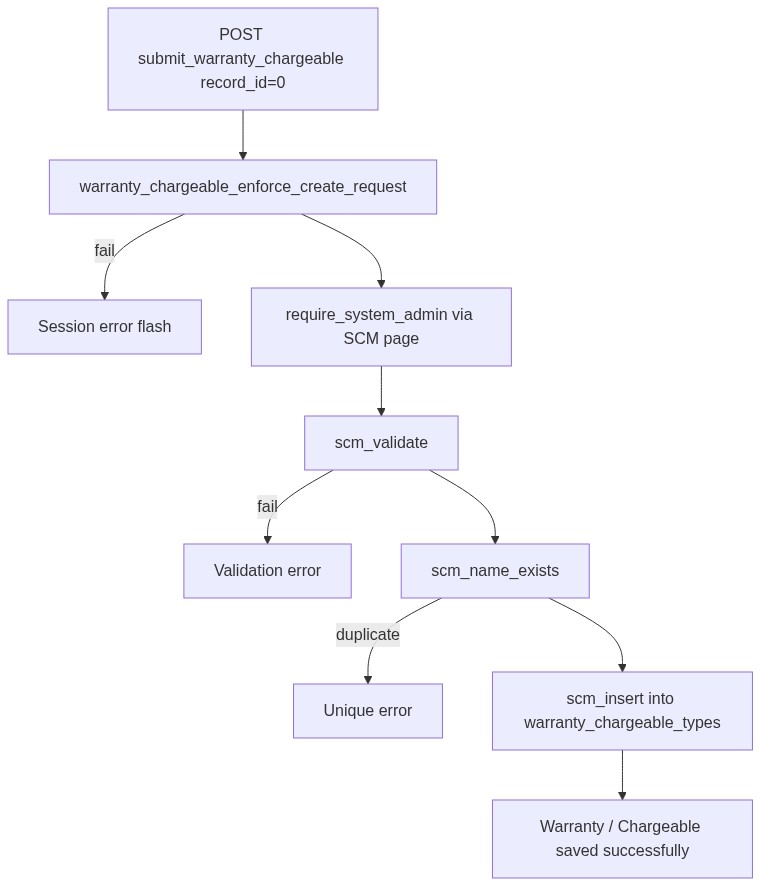 POST
submit_warranty_chargeable
record_id=0
warranty_chargeable_enforce_create_request
fail
Session error flash
require_system_admin via
SCM page
scm_validate
fail
Validation error
scm_name_exists
duplicate
Unique error
scm_insert into
warranty_chargeable_types
Warranty / Chargeable
saved successfully